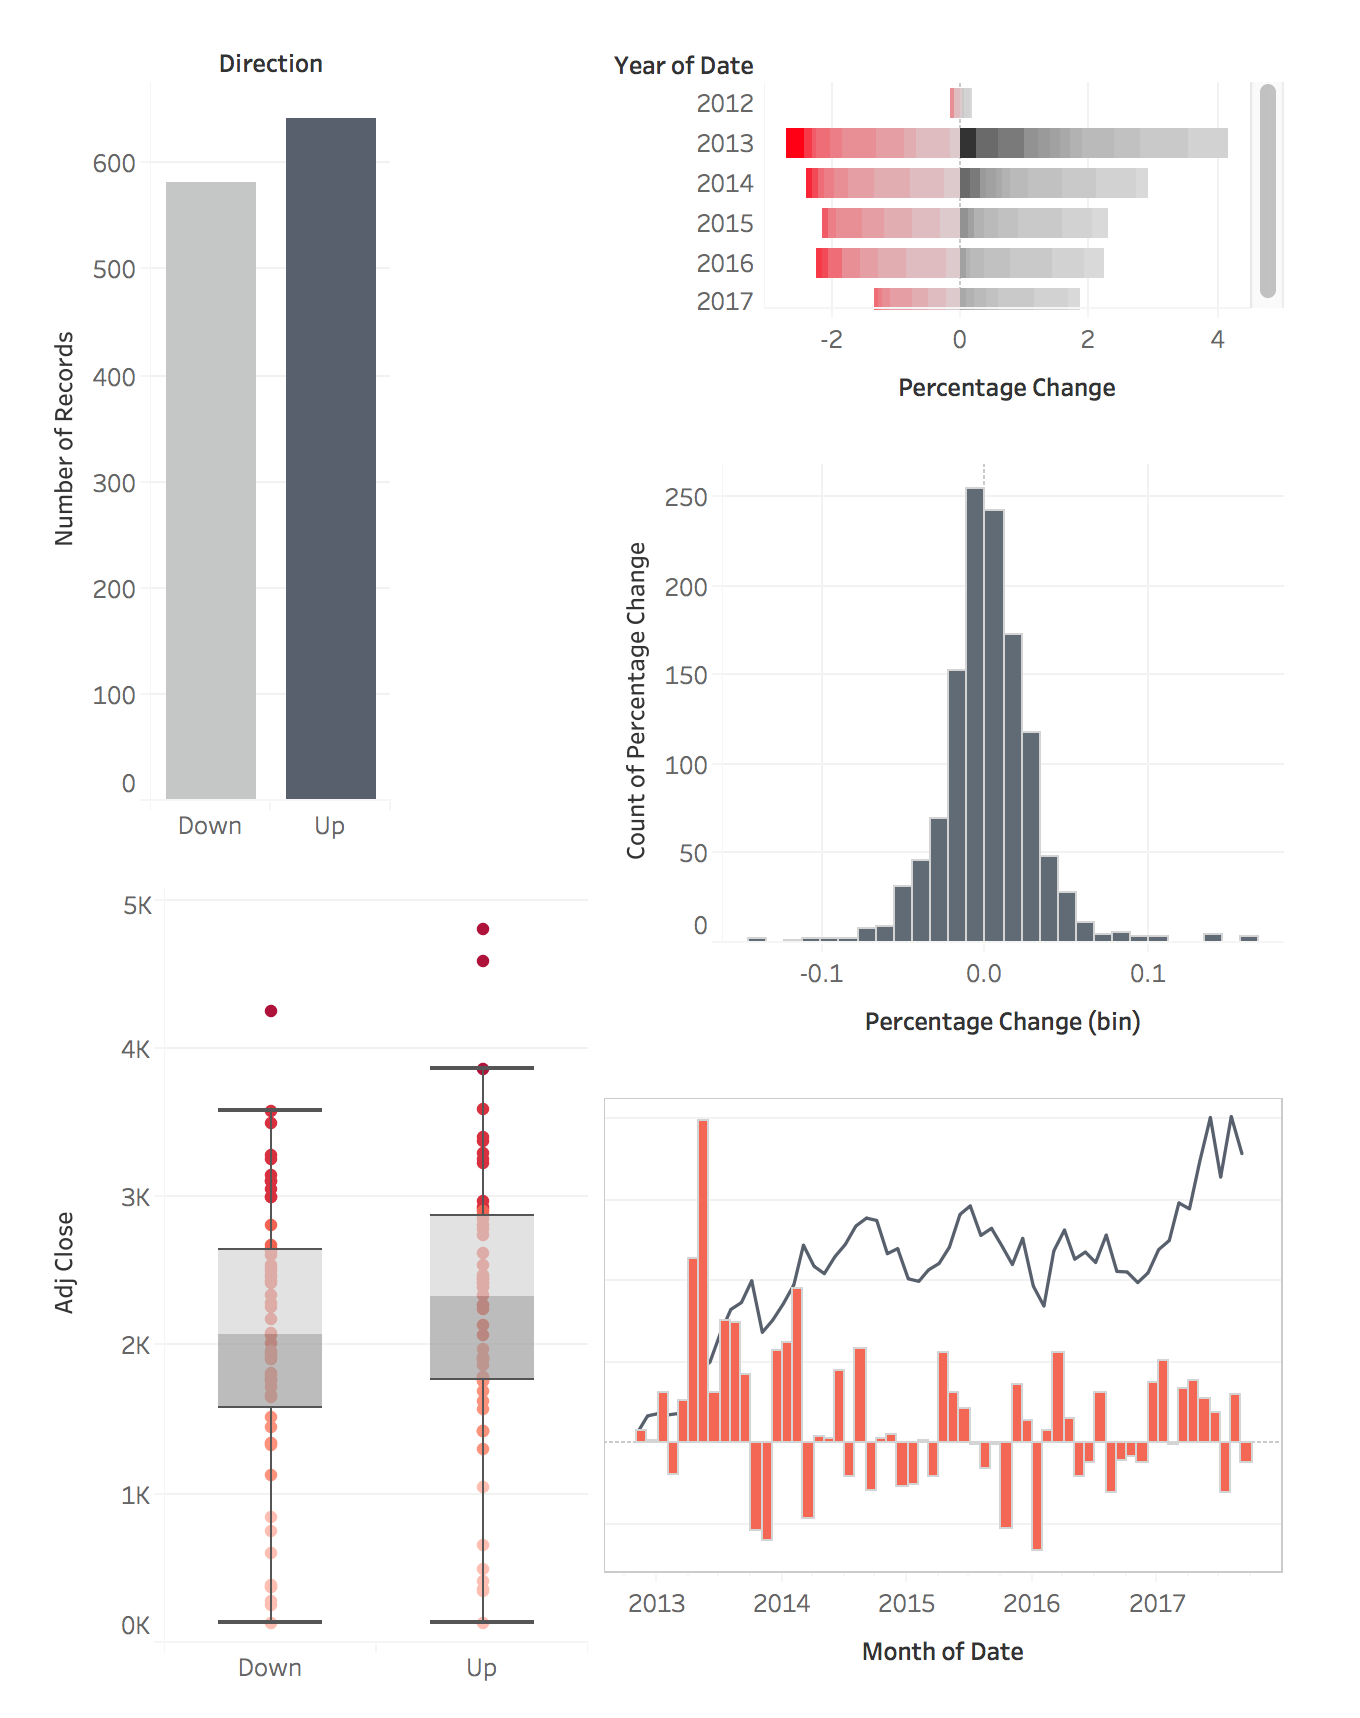 Direction
Number of Records
600
500
400
300
200
100
0
Down Up
Year of Date
2012
2013
2014
2015
2016
2017
-2 0 2 4
Percentage Change
Count of Percentage Change
250
200
150
100
50
0
-0.1 0.0 0.1
Percentage Change (bin)
Adj Close
5K
4K
3K
2K
1K
0K
Down Up
2013 2014 2015 2016 2017
Month of Date